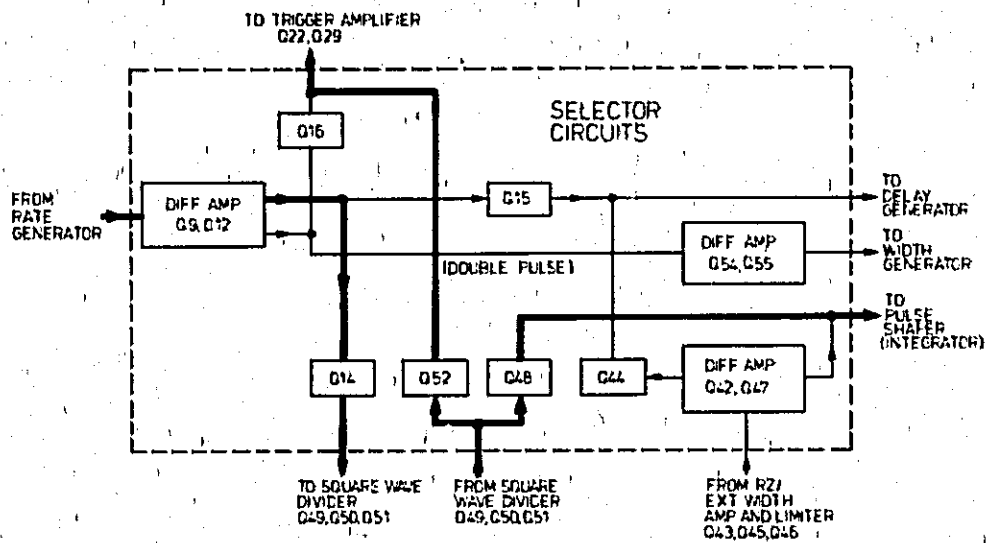 TO TRIGGER AMPLIFIER
Q22,Q29
SELECTOR
CIRCUITS
Q16
FROM
RATE
GENERATOR
DIFF AMP
Q9,Q12
Q15
TO
DELAY
GENERATOR
(DOUBLE PULSE)
DIFF AMP
Q54,Q55
TO
WIDTH
GENERATOR
TO
PULSE
SHAPER
(INTEGRATOR)
Q14
Q52
Q48
Q44
DIFF AMP
Q42,Q47
TO SQUARE WAVE
DIVIDER
Q49,Q50,Q51
FROM SQUARE
WAVE DIVIDER
Q49,Q50,Q51
FROM RZ/
EXT WIDTH
AMP AND LIMITER
Q43,Q45,Q46